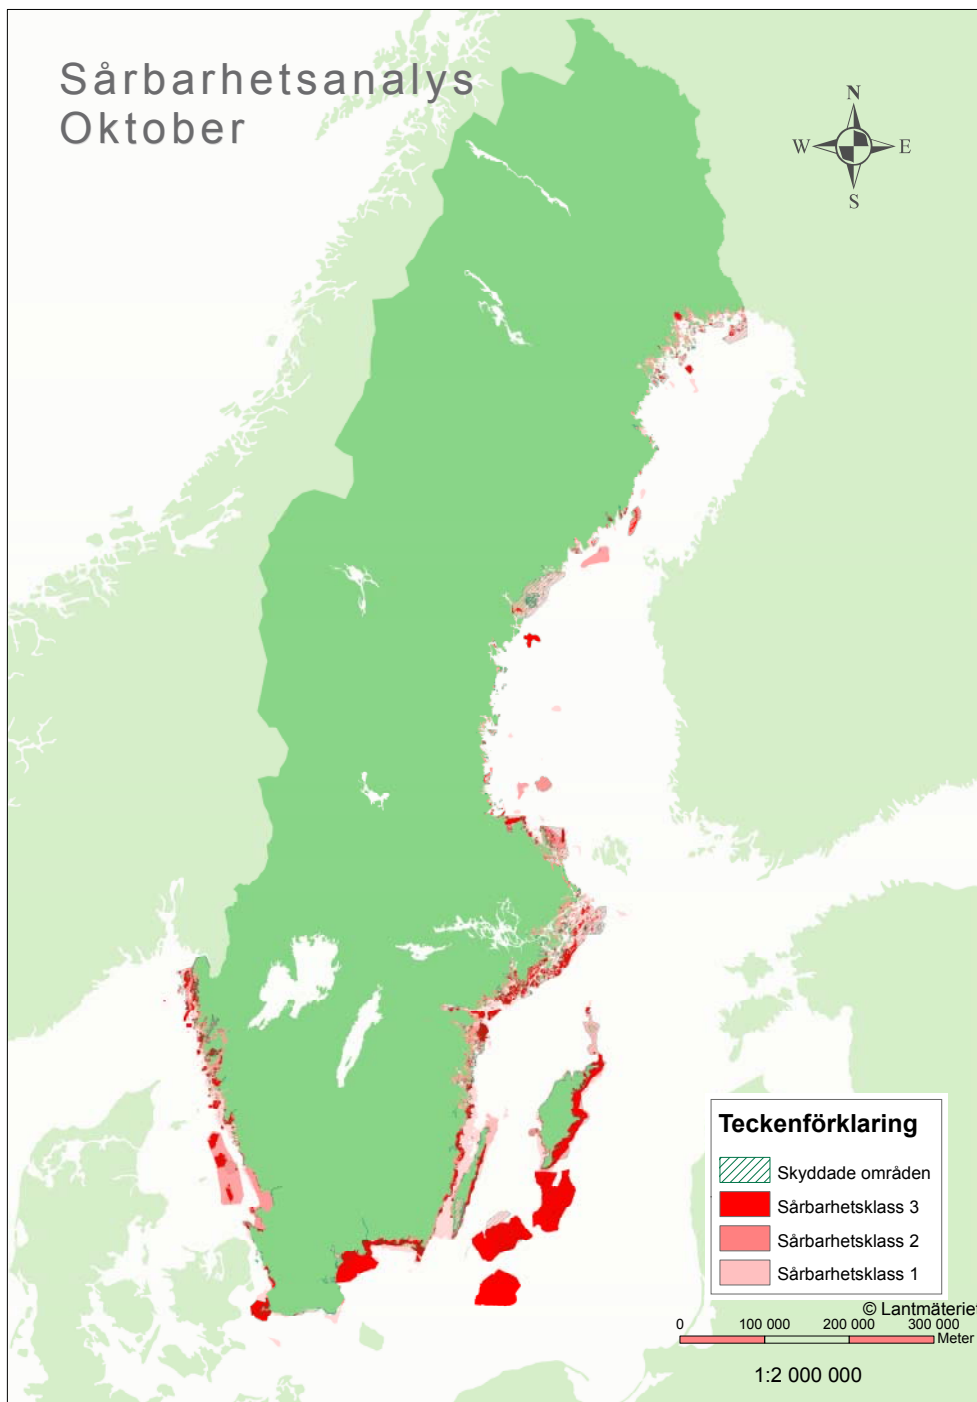 Sårbarhetsanalys
Oktober
N
W E
S
Teckenförklaring
Skyddade områden
Sårbarhetsklass 3
Sårbarhetsklass 2
Sårbarhetsklass 1
© Lantmäteriet
0 100 000 200 000 300 000
Meter
1:2 000 000